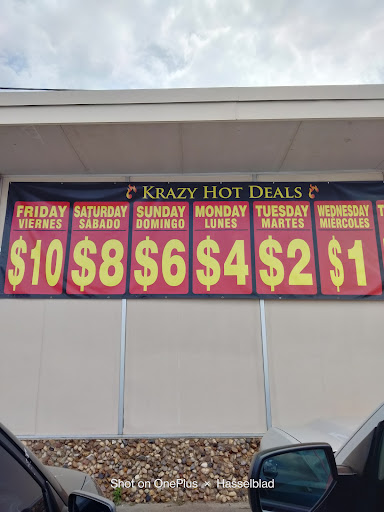 KRAZY HOT DEALS
FRIDAY SATURDAY SUNDAY MONDAY TUESDAY WEDNESDAY T
VIERNES SÁBADO DOMINGO LUNES MARTES MIÉRCOLES
$10 $8 $6 $4 $2 $1
Shot on OnePlus × Hasselblad